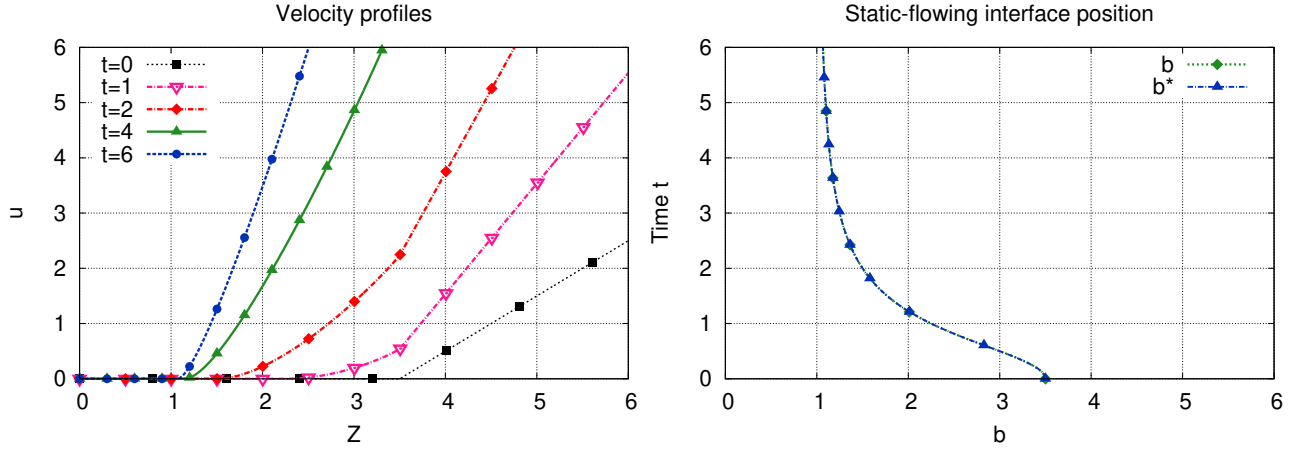 Velocity profiles
u
6
5
4
3
2
1
0
t=0
t=1
t=2
t=4
t=6
0 1 2 3 4 5 6
Z
Static-flowing interface position
Time t
6
5
4
3
2
1
0
b
b*
0 1 2 3 4 5 6
b